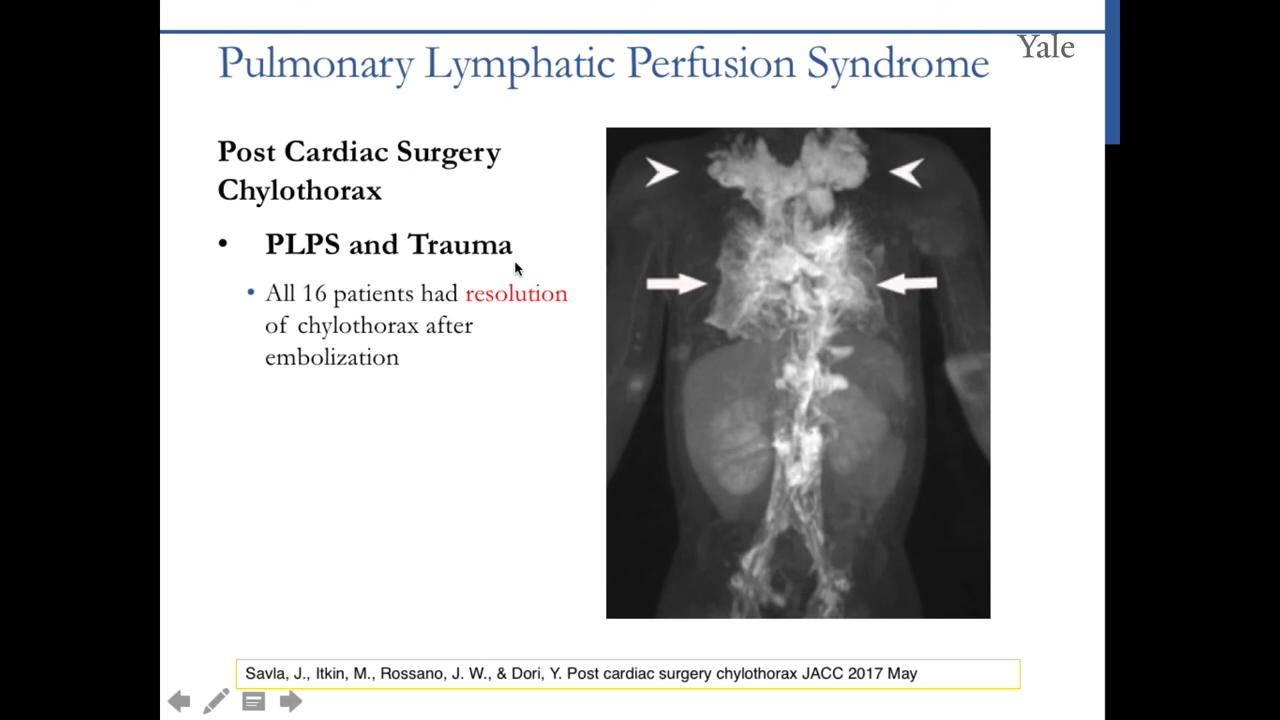 Pulmonary Lymphatic Perfusion Syndrome
Yale
Post Cardiac Surgery
Chylothorax
• PLPS and Trauma
• All 16 patients had resolution
of chylothorax after
embolization
Savla, J., Itkin, M., Rossano, J. W., & Dori, Y. Post cardiac surgery chylothorax JACC 2017 May